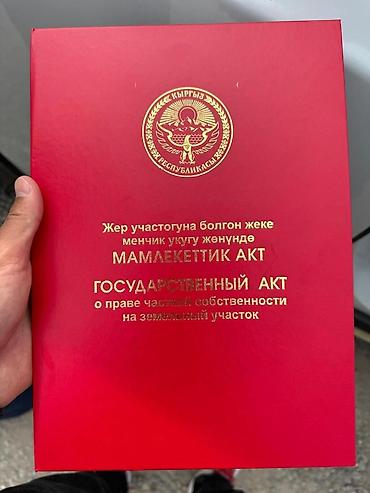 КЫРГЫЗ
РЕСПУБЛИКАСЫ
Жер участогуна болгон жеке
менчик укугу жөнүндө
МАМЛЕКЕТТИК АКТ
ГОСУДАРСТВЕННЫЙ АКТ
о праве частной собственности
на земельный участок